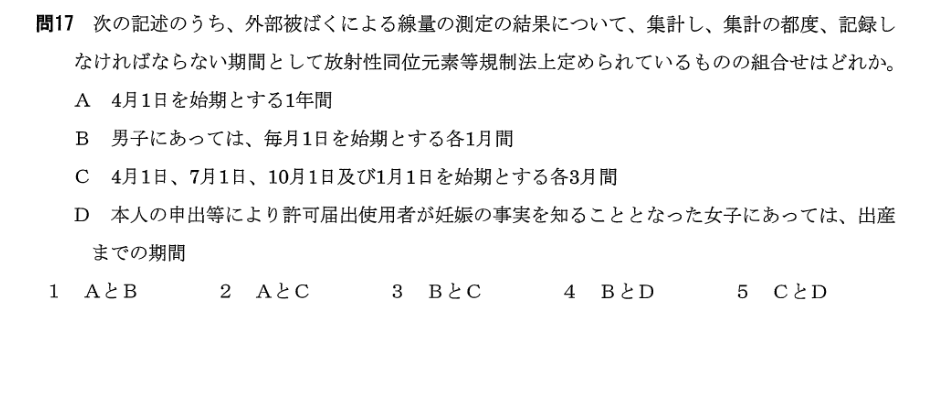 問17 次の記述のうち、外部被ばくによる線量の測定の結果について、集計し、集計の都度、記録し
なければならない期間として放射性同位元素等規制法上定められているものの組合せはどれか。
A 4月1日を始期とする1年間
B 男子にあっては、毎月1日を始期とする各1月間
C 4月1日、7月1日、10月1日及び1月1日を始期とする各3月間
D 本人の申出等により許可届出使用者が妊娠の事実を知ることとなった女子にあっては、出産
までの期間
1 AとB 2 AとC 3 BとC 4 BとD 5 CとD